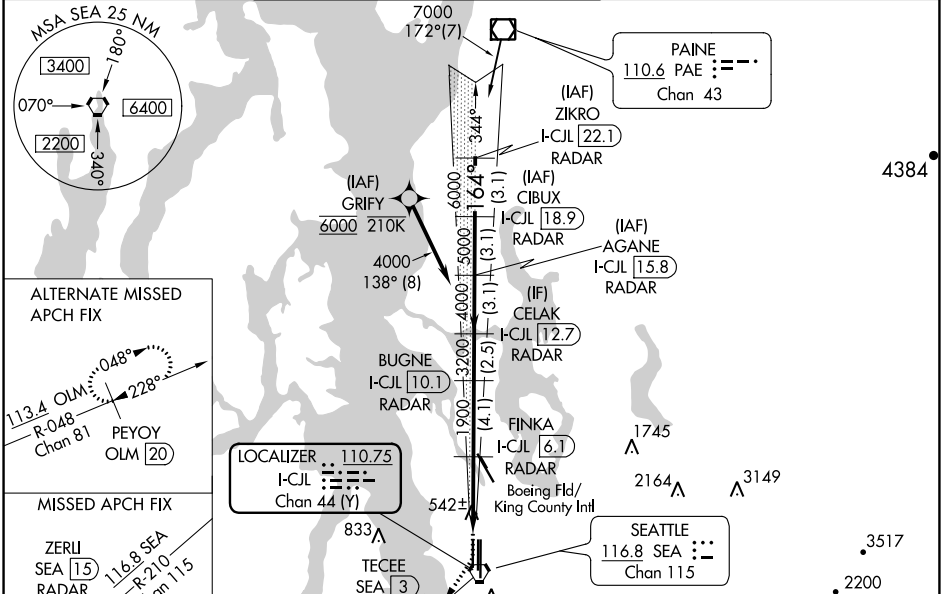 MSA SEA 25 NM
180°
3400
070°
6400
2200
340°
7000
172°(7)
PAINE
110.6 PAE
Chan 43
344°
(IAF)
ZIKRO
I-CJL 22.1
RADAR
4384
6000
164°
(3.1)
(IAF)
GRIFY
6000 210K
(IAF)
CIBUX
I-CJL 18.9
RADAR
5000
(3.1)
4000
138° (8)
(IAF)
AGANE
I-CJL 15.8
RADAR
4000
(3.1)
(IF)
CELAK
I-CJL 12.7
RADAR
3200
(2.5)
BUGNE
I-CJL 10.1
RADAR
1900
(4.1)
FINKA
I-CJL 6.1
RADAR
Boeing Fld/
King County Intl
1745
2164
3149
ALTERNATE MISSED
APCH FIX
048°
228°
113.4 OLM
R-048
Chan 81
PEYOY
OLM 20
LOCALIZER 110.75
I-CJL
Chan 44 (Y)
542±
833
MISSED APCH FIX
ZERLI
SEA 15
RADAR
116.8 SEA
R-210
an 115
TECEE
SEA 3
SEATTLE
116.8 SEA
Chan 115
3517
2200